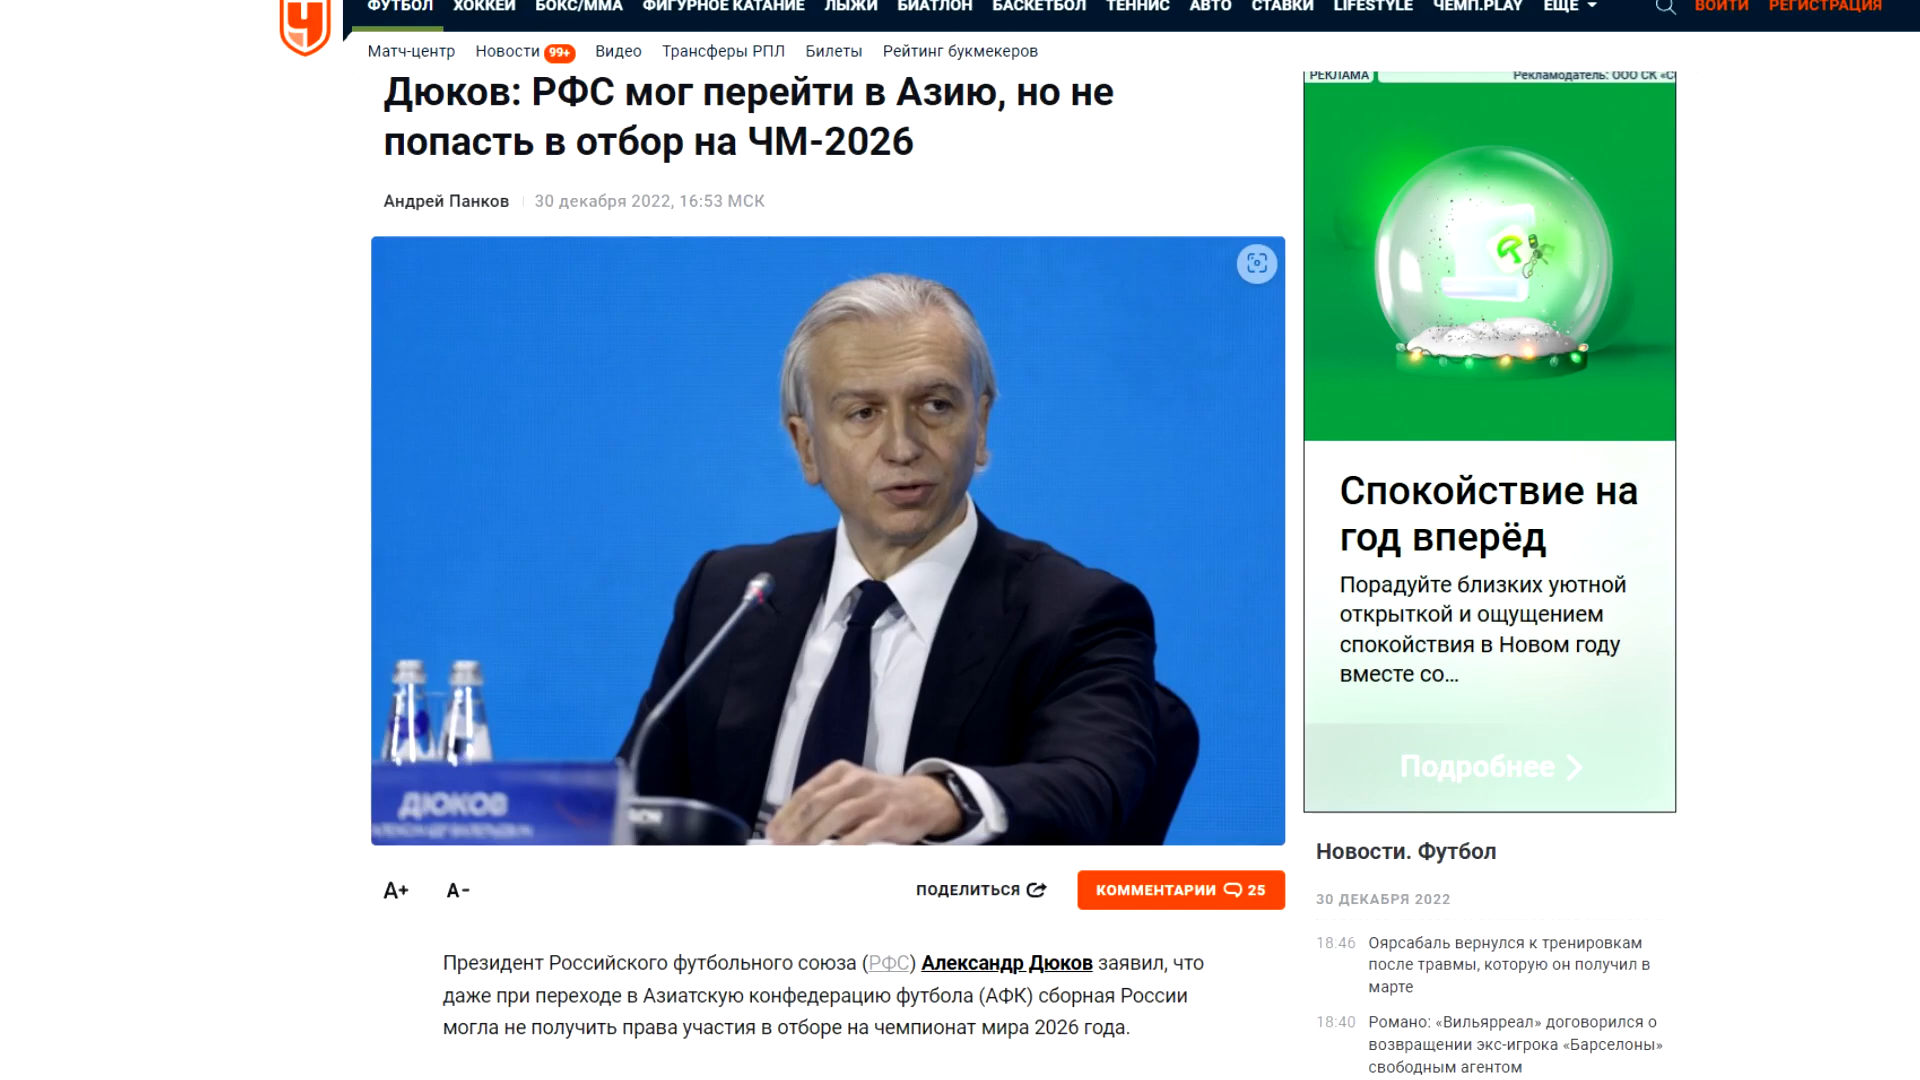 Ч
ФУТБОЛ ХОККЕЙ БОКС/ММА ФИГУРНОЕ КАТАНИЕ ЛЫЖИ БИАТЛОН БАСКЕТБОЛ ТЕННИС АВТО СТАВКИ LIFESTYLE ЧЕМП.PLAY ЕЩЁ ВОЙТИ РЕГИСТРАЦИЯ
Матч-центр Новости 99+ Видео Трансферы РПЛ Билеты Рейтинг букмекеров
Дюков: РФС мог перейти в Азию, но не
попасть в отбор на ЧМ-2026
Андрей Панков 30 декабря 2022, 16:53 МСК
ДЮКОВ
A+ A-
ПОДЕЛИТЬСЯ
КОММЕНТАРИИ 25
Президент Российского футбольного союза (РФС) Александр Дюков заявил, что
даже при переходе в Азиатскую конфедерацию футбола (АФК) сборная России
могла не получить права участия в отборе на чемпионат мира 2026 года.
РЕКЛАМА Рекламодатель: ООО СК «С
Спокойствие на
год вперёд
Порадуйте близких уютной
открыткой и ощущением
спокойствия в Новом году
вместе со...
Подробнее
Новости. Футбол
30 ДЕКАБРЯ 2022
18:46 Оярсабаль вернулся к тренировкам
после травмы, которую он получил в
марте
18:40 Романо: «Вильярреал» договорился о
возвращении экс-игрока «Барселоны»
свободным агентом